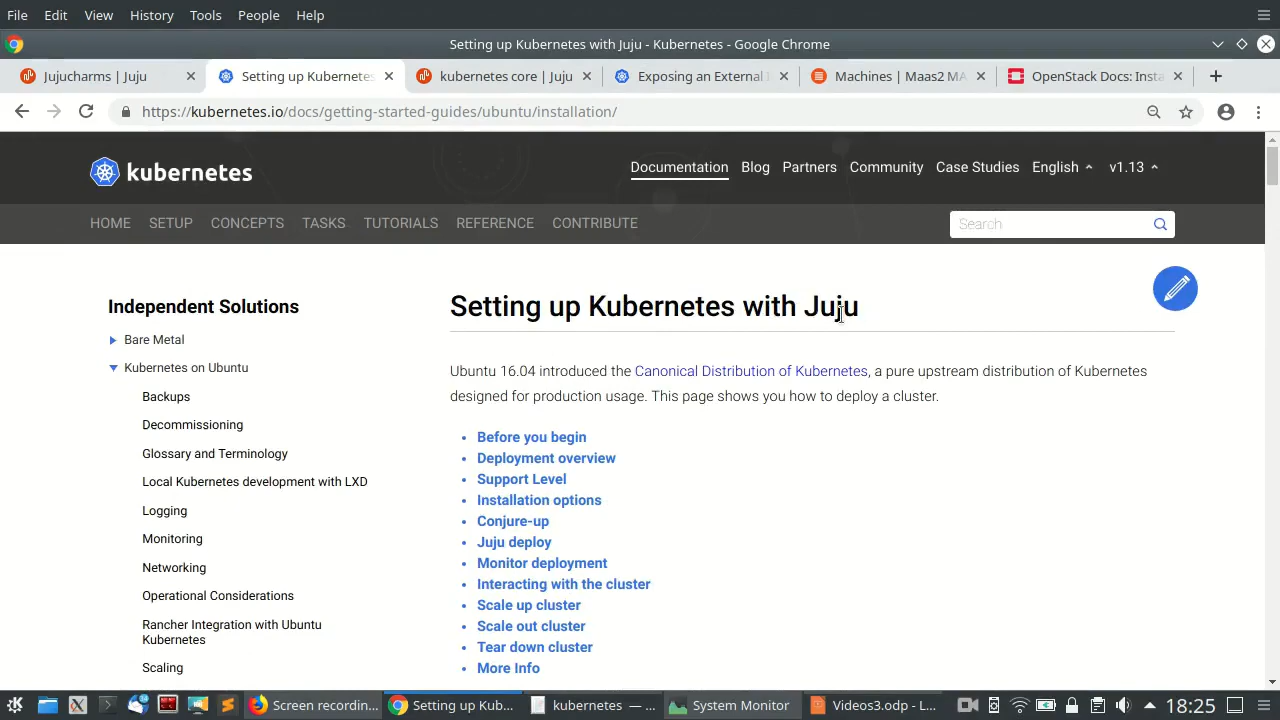 File Edit View History Tools People Help
Setting up Kubernetes with Juju - Kubernetes - Google Chrome
Jujucharms | Juju
Setting up Kubernetes
kubernetes core | Juju
Exposing an External I
Machines | Maas2 MA
OpenStack Docs: Insta
https://kubernetes.io/docs/getting-started-guides/ubuntu/installation/
kubernetes
Documentation Blog Partners Community Case Studies English v1.13
HOME SETUP CONCEPTS TASKS TUTORIALS REFERENCE CONTRIBUTE
Search
Independent Solutions
Bare Metal
Kubernetes on Ubuntu
Backups
Decommissioning
Glossary and Terminology
Local Kubernetes development with LXD
Logging
Monitoring
Networking
Operational Considerations
Rancher Integration with Ubuntu
Kubernetes
Scaling
Setting up Kubernetes with Juju
Ubuntu 16.04 introduced the Canonical Distribution of Kubernetes, a pure upstream distribution of Kubernetes
designed for production usage. This page shows you how to deploy a cluster.
Before you begin
Deployment overview
Support Level
Installation options
Conjure-up
Juju deploy
Monitor deployment
Interacting with the cluster
Scale up cluster
Scale out cluster
Tear down cluster
More Info
Screen recordin...
Setting up Kub...
kubernetes — ...
System Monitor
Videos3.odp - L...
18:25